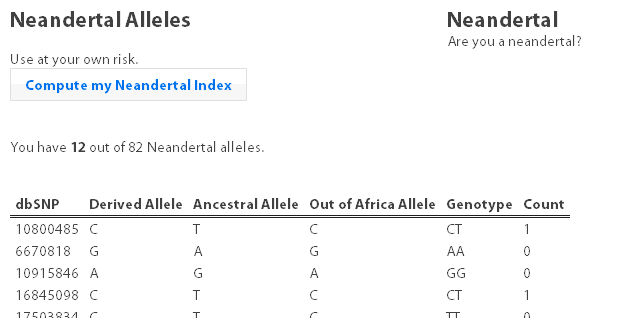 Neandertal Alleles
Neandertal
Are you a neandertal?
Use at your own risk.
Compute my Neandertal Index
You have 12 out of 82 Neandertal alleles.
dbSNP Derived Allele Ancestral Allele Out of Africa Allele Genotype Count
10800485 C T C CT 1
6670818 G A G AA 0
10915846 A G A GG 0
16845098 C T C CT 1
17503834 C T C TT 0